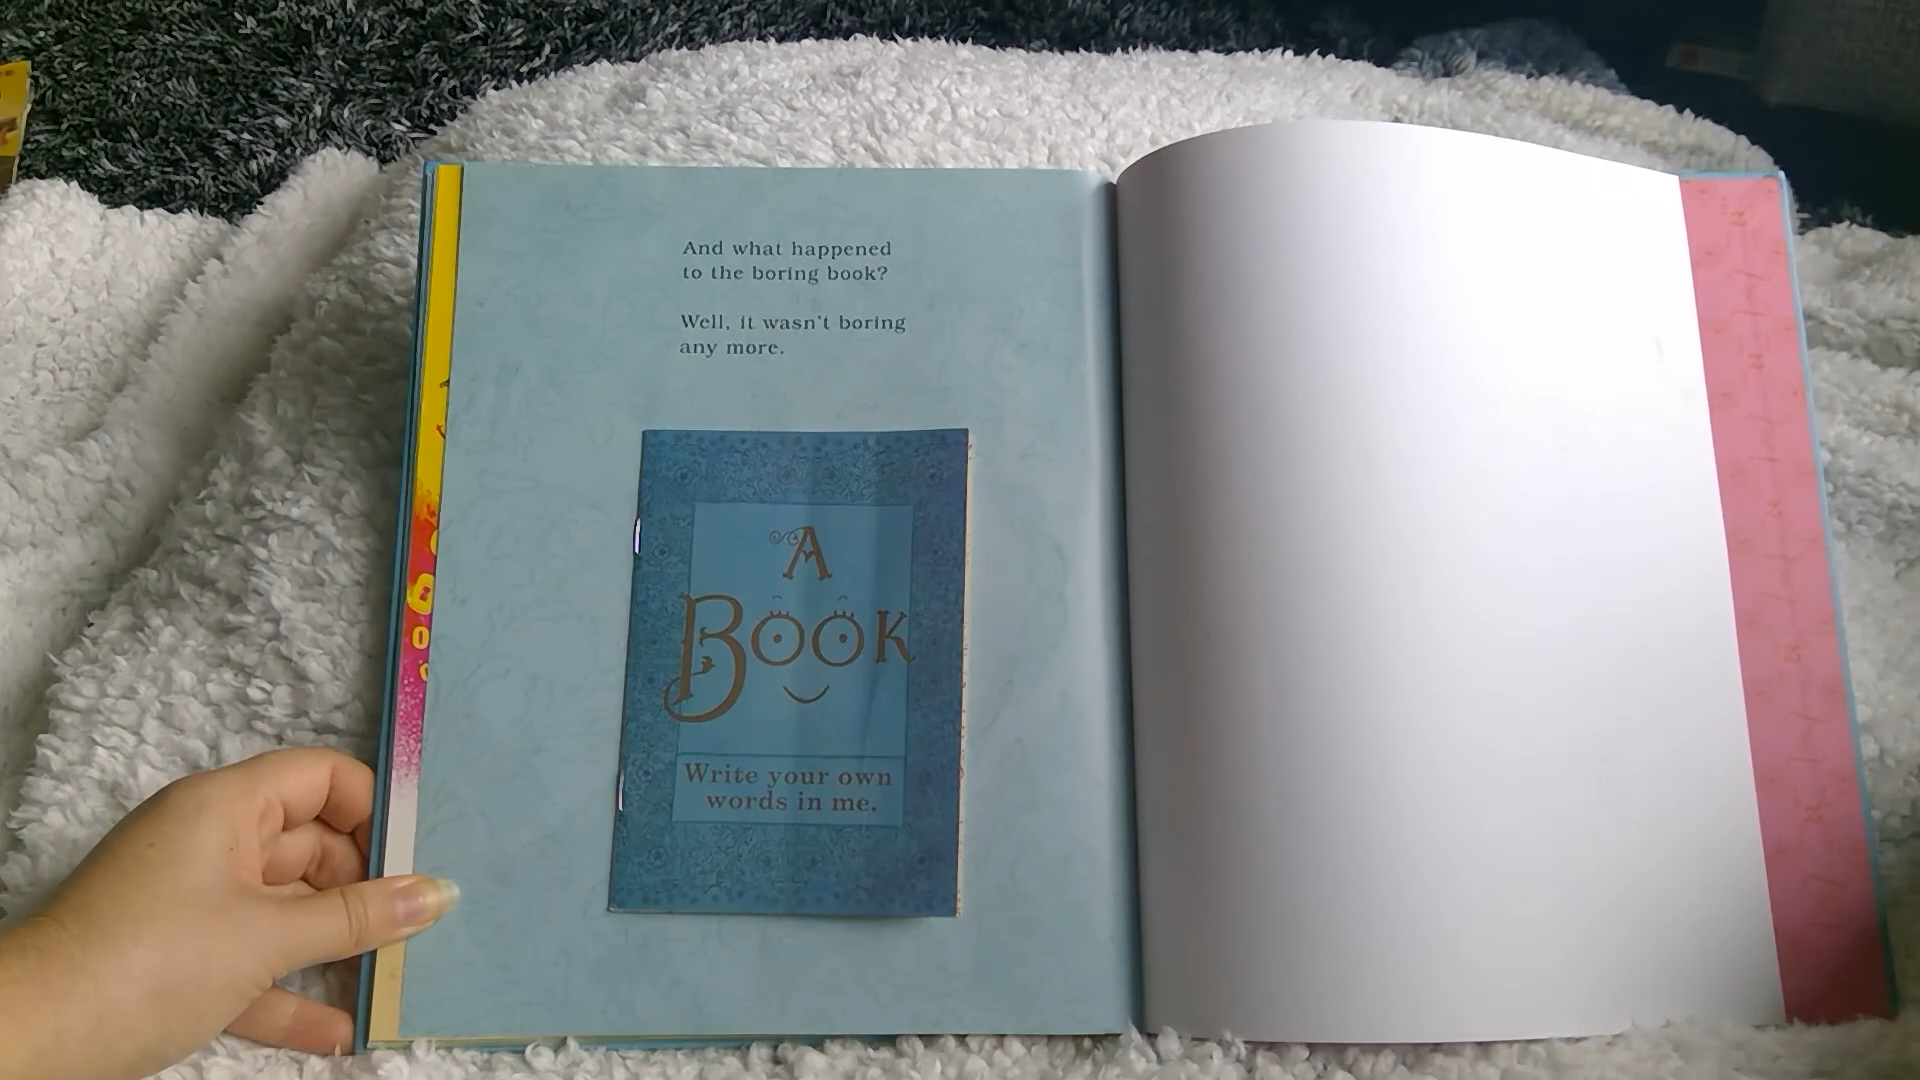 And what happened
to the boring book?
Well, it wasn't boring
any more.
A
BOOK
Write your own
words in me.